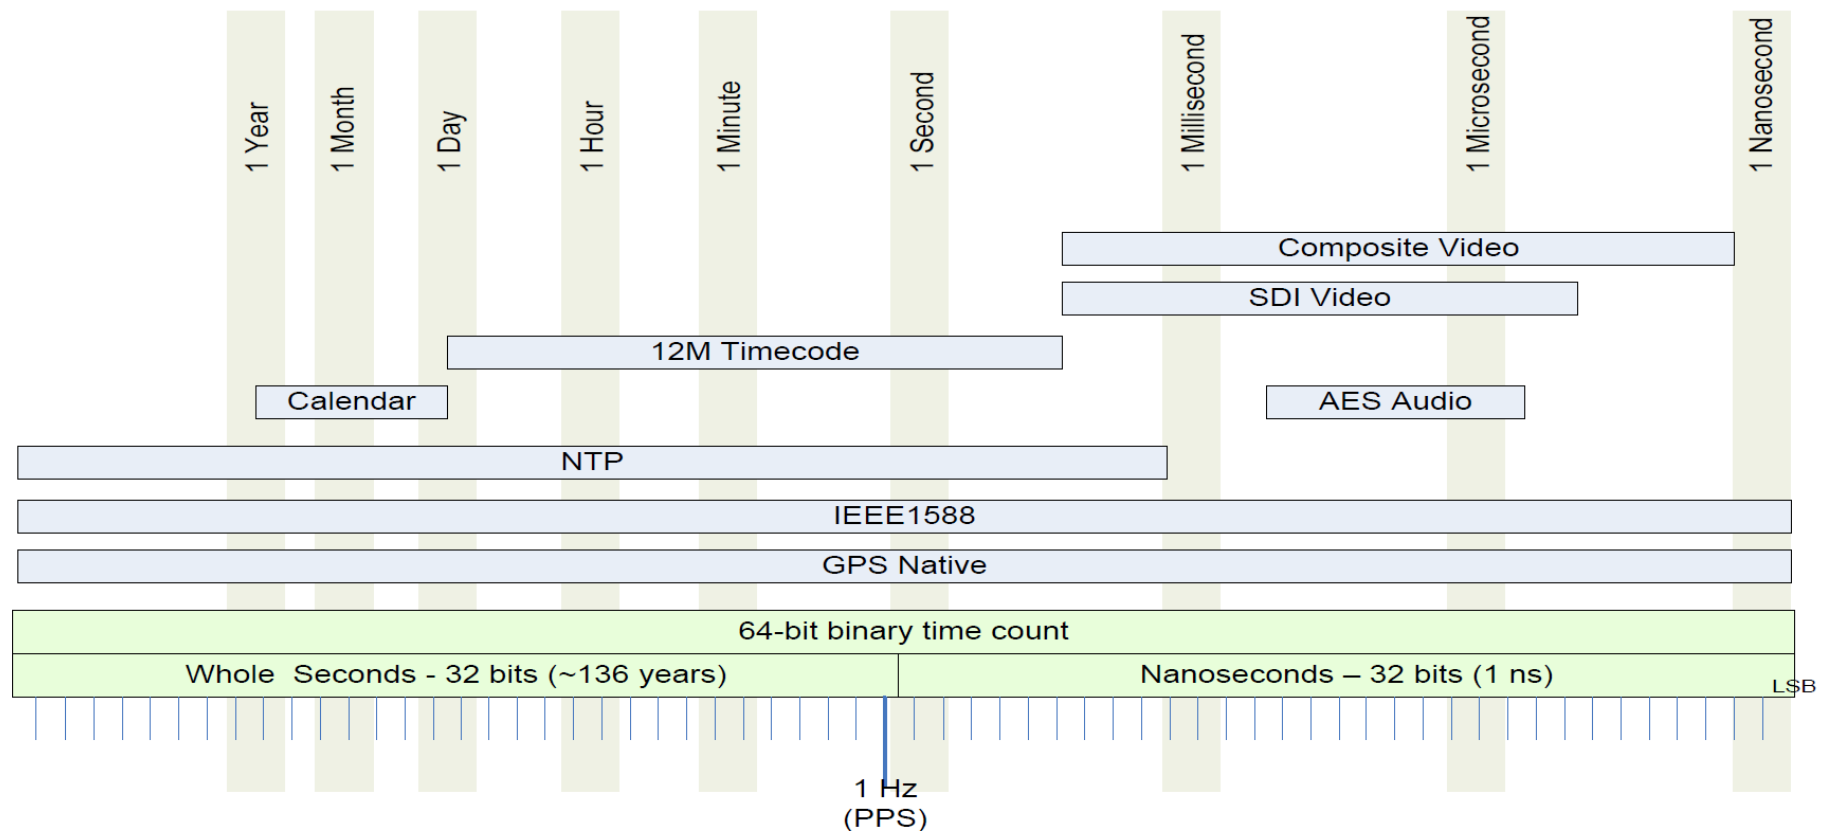 1 Year
1 Month
1 Day
1 Hour
1 Minute
1 Second
1 Millisecond
1 Microsecond
1 Nanosecond
Composite Video
SDI Video
12M Timecode
Calendar
AES Audio
NTP
IEEE1588
GPS Native
64-bit binary time count
Whole  Seconds - 32 bits (~136 years)
Nanoseconds – 32 bits (1 ns)
LSB
1 Hz
(PPS)